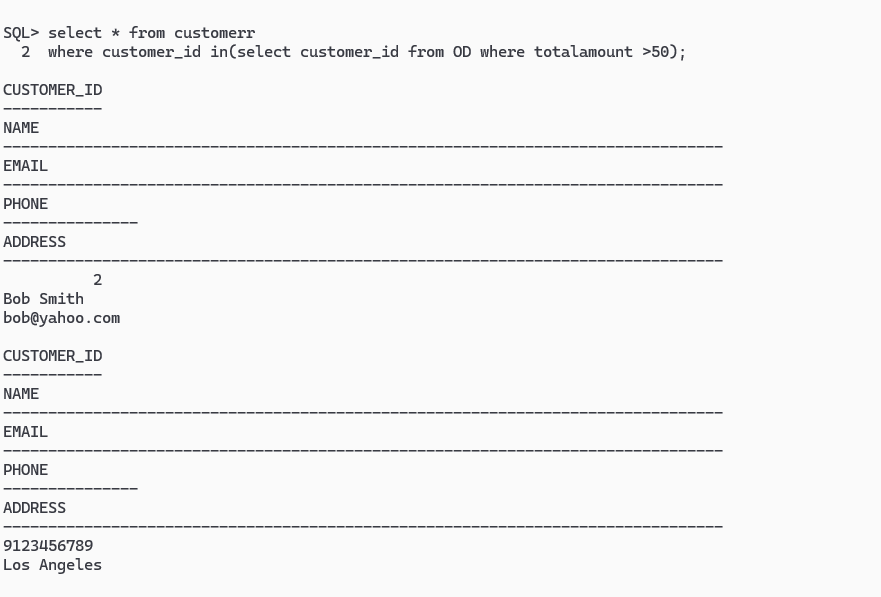 SQL> select * from customerr
  2  where customer_id in(select customer_id from OD where totalamount >50);
CUSTOMER_ID
-----------
NAME
--------------------------------------------------------------------------------
EMAIL
--------------------------------------------------------------------------------
PHONE
---------------
ADDRESS
--------------------------------------------------------------------------------
          2
Bob Smith
bob@yahoo.com
CUSTOMER_ID
-----------
NAME
--------------------------------------------------------------------------------
EMAIL
--------------------------------------------------------------------------------
PHONE
---------------
ADDRESS
--------------------------------------------------------------------------------
9123456789
Los Angeles